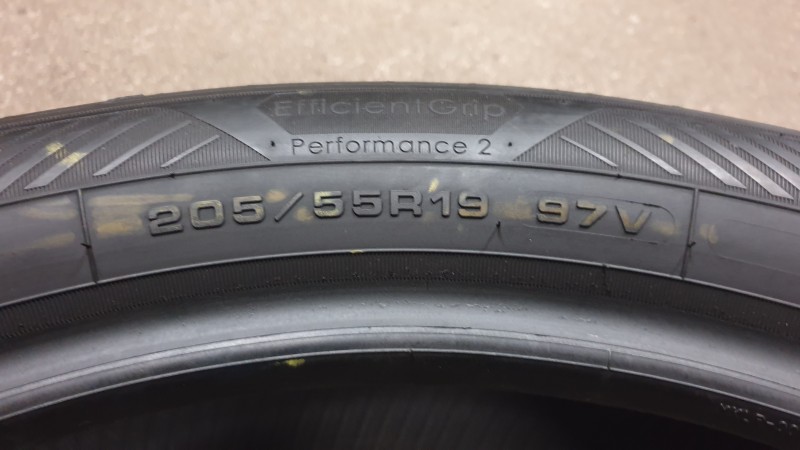 EfficientGrip
Performance 2
205/55R19 97V